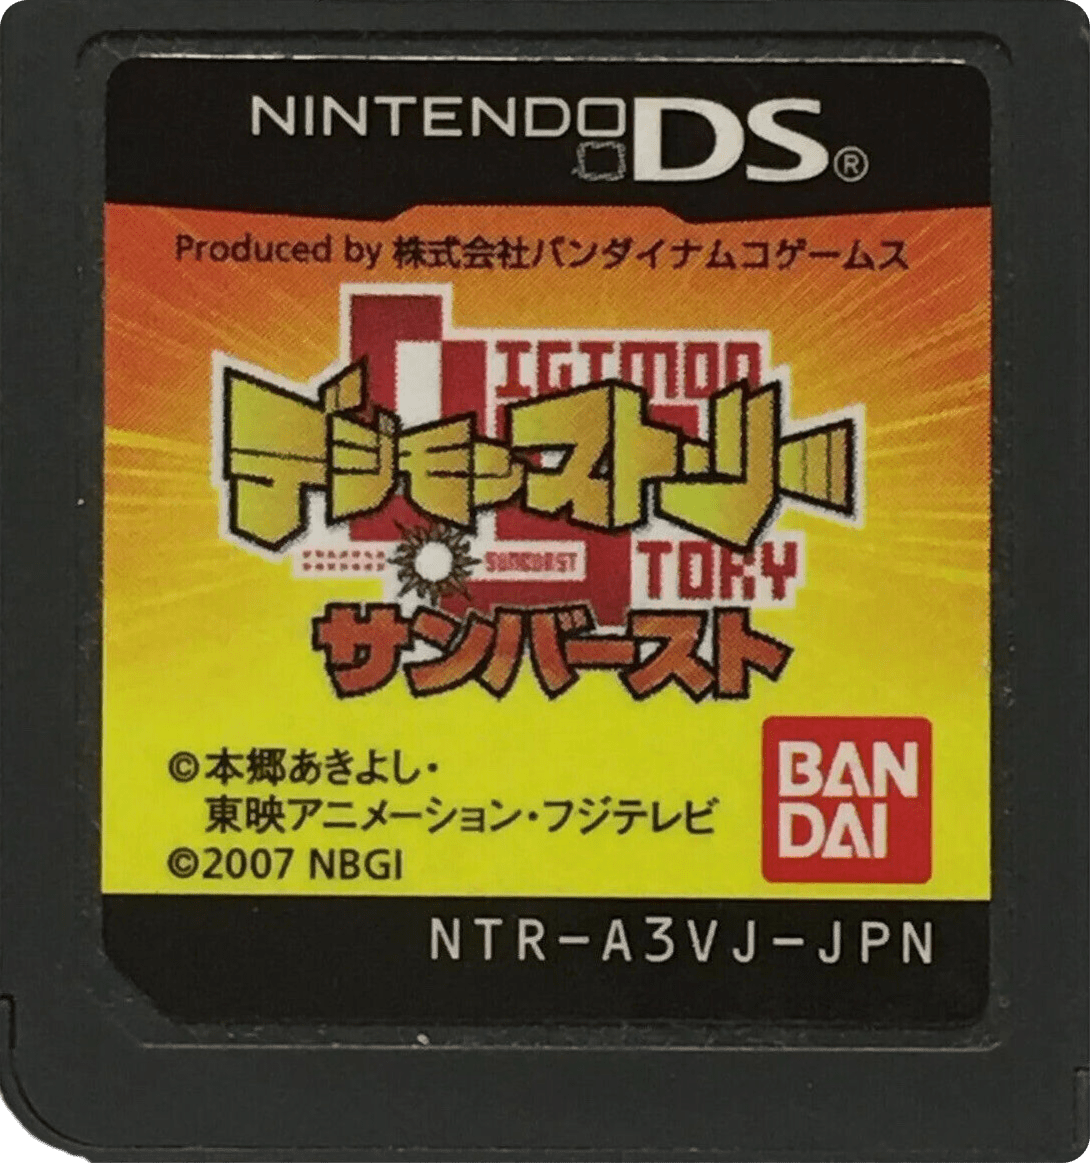 NINTENDO DS®
Produced by 株式会社バンダイナムコゲームス
DIGIMON
デジモンストーリー
SUNBURST
STORY
サンバースト
©本郷あきよし・
東映アニメーション・フジテレビ
©2007 NBGI
BAN
DAI
NTR-A3VJ-JPN